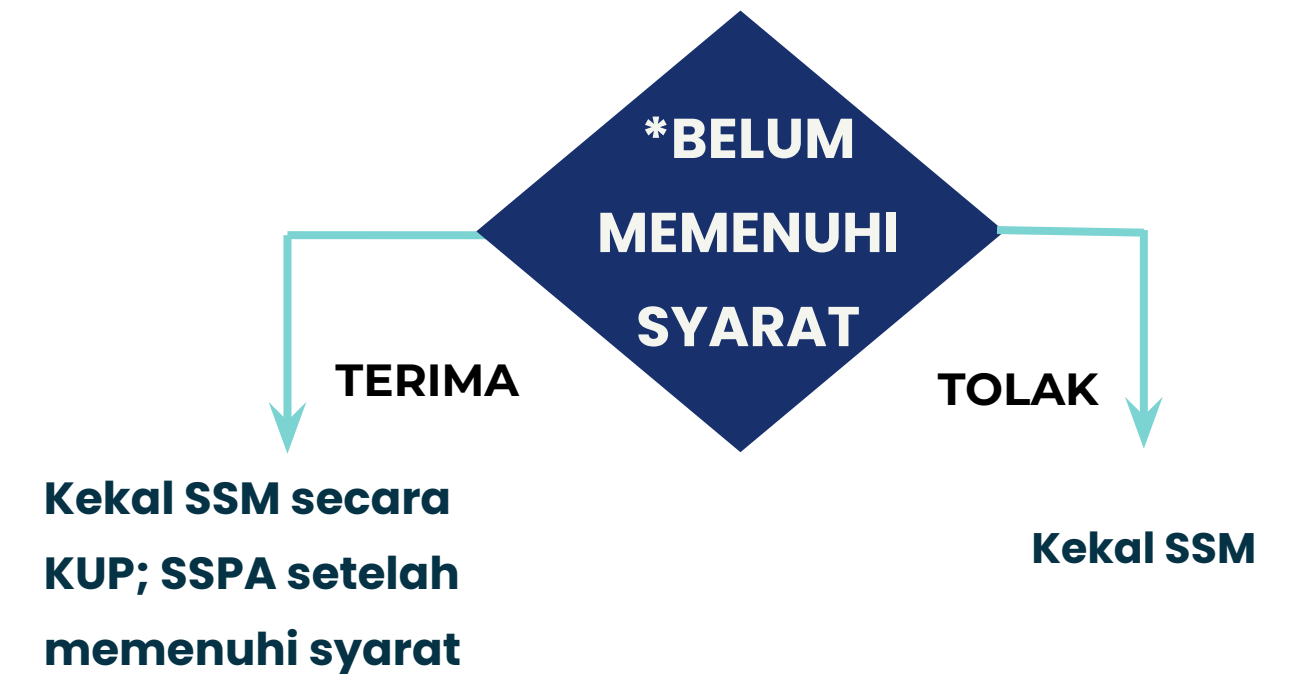 *BELUM
MEMENUHI
SYARAT
TERIMA
TOLAK
Kekal SSM secara
KUP; SSPA setelah
memenuhi syarat
Kekal SSM